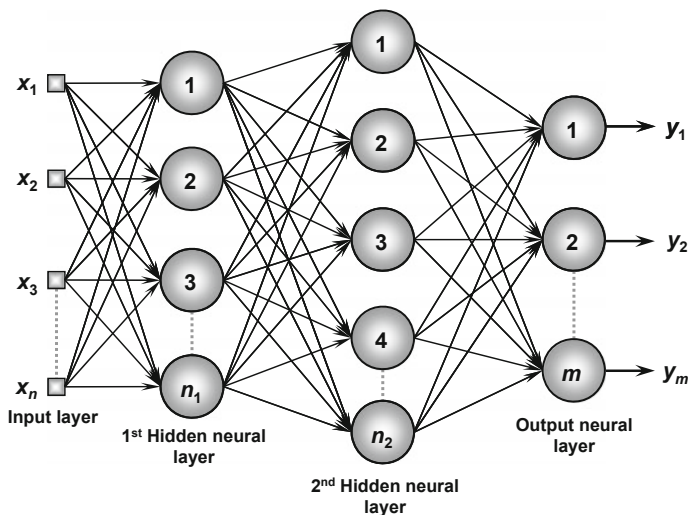 x1
x2
x3
xn
Input layer
1
2
3
n1
1st Hidden neural
layer
1
2
3
4
n2
2nd Hidden neural
layer
1
2
m
Output neural
layer
y1
y2
ym